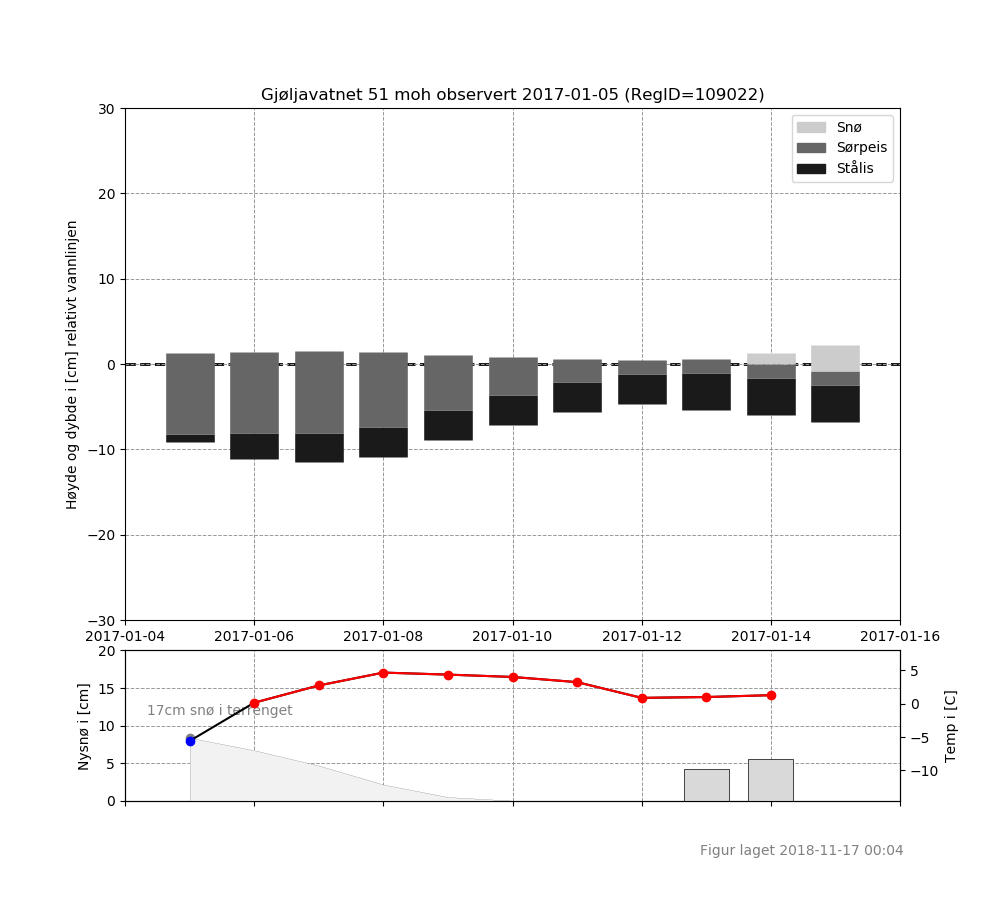 Gjøljavatnet 51 moh observert 2017-01-05 (RegID=109022)
Snø
Sørpeis
Stålis
Høyde og dybde i [cm] relativt vannlinjen
30
20
10
0
−10
−20
−30
2017-01-04 2017-01-06 2017-01-08 2017-01-10 2017-01-12 2017-01-14 2017-01-16
Nysnø i [cm]
20
15
10
5
0
17cm snø i terrenget
5
0
−5
−10
Temp i [C]
Figur laget 2018-11-17 00:04